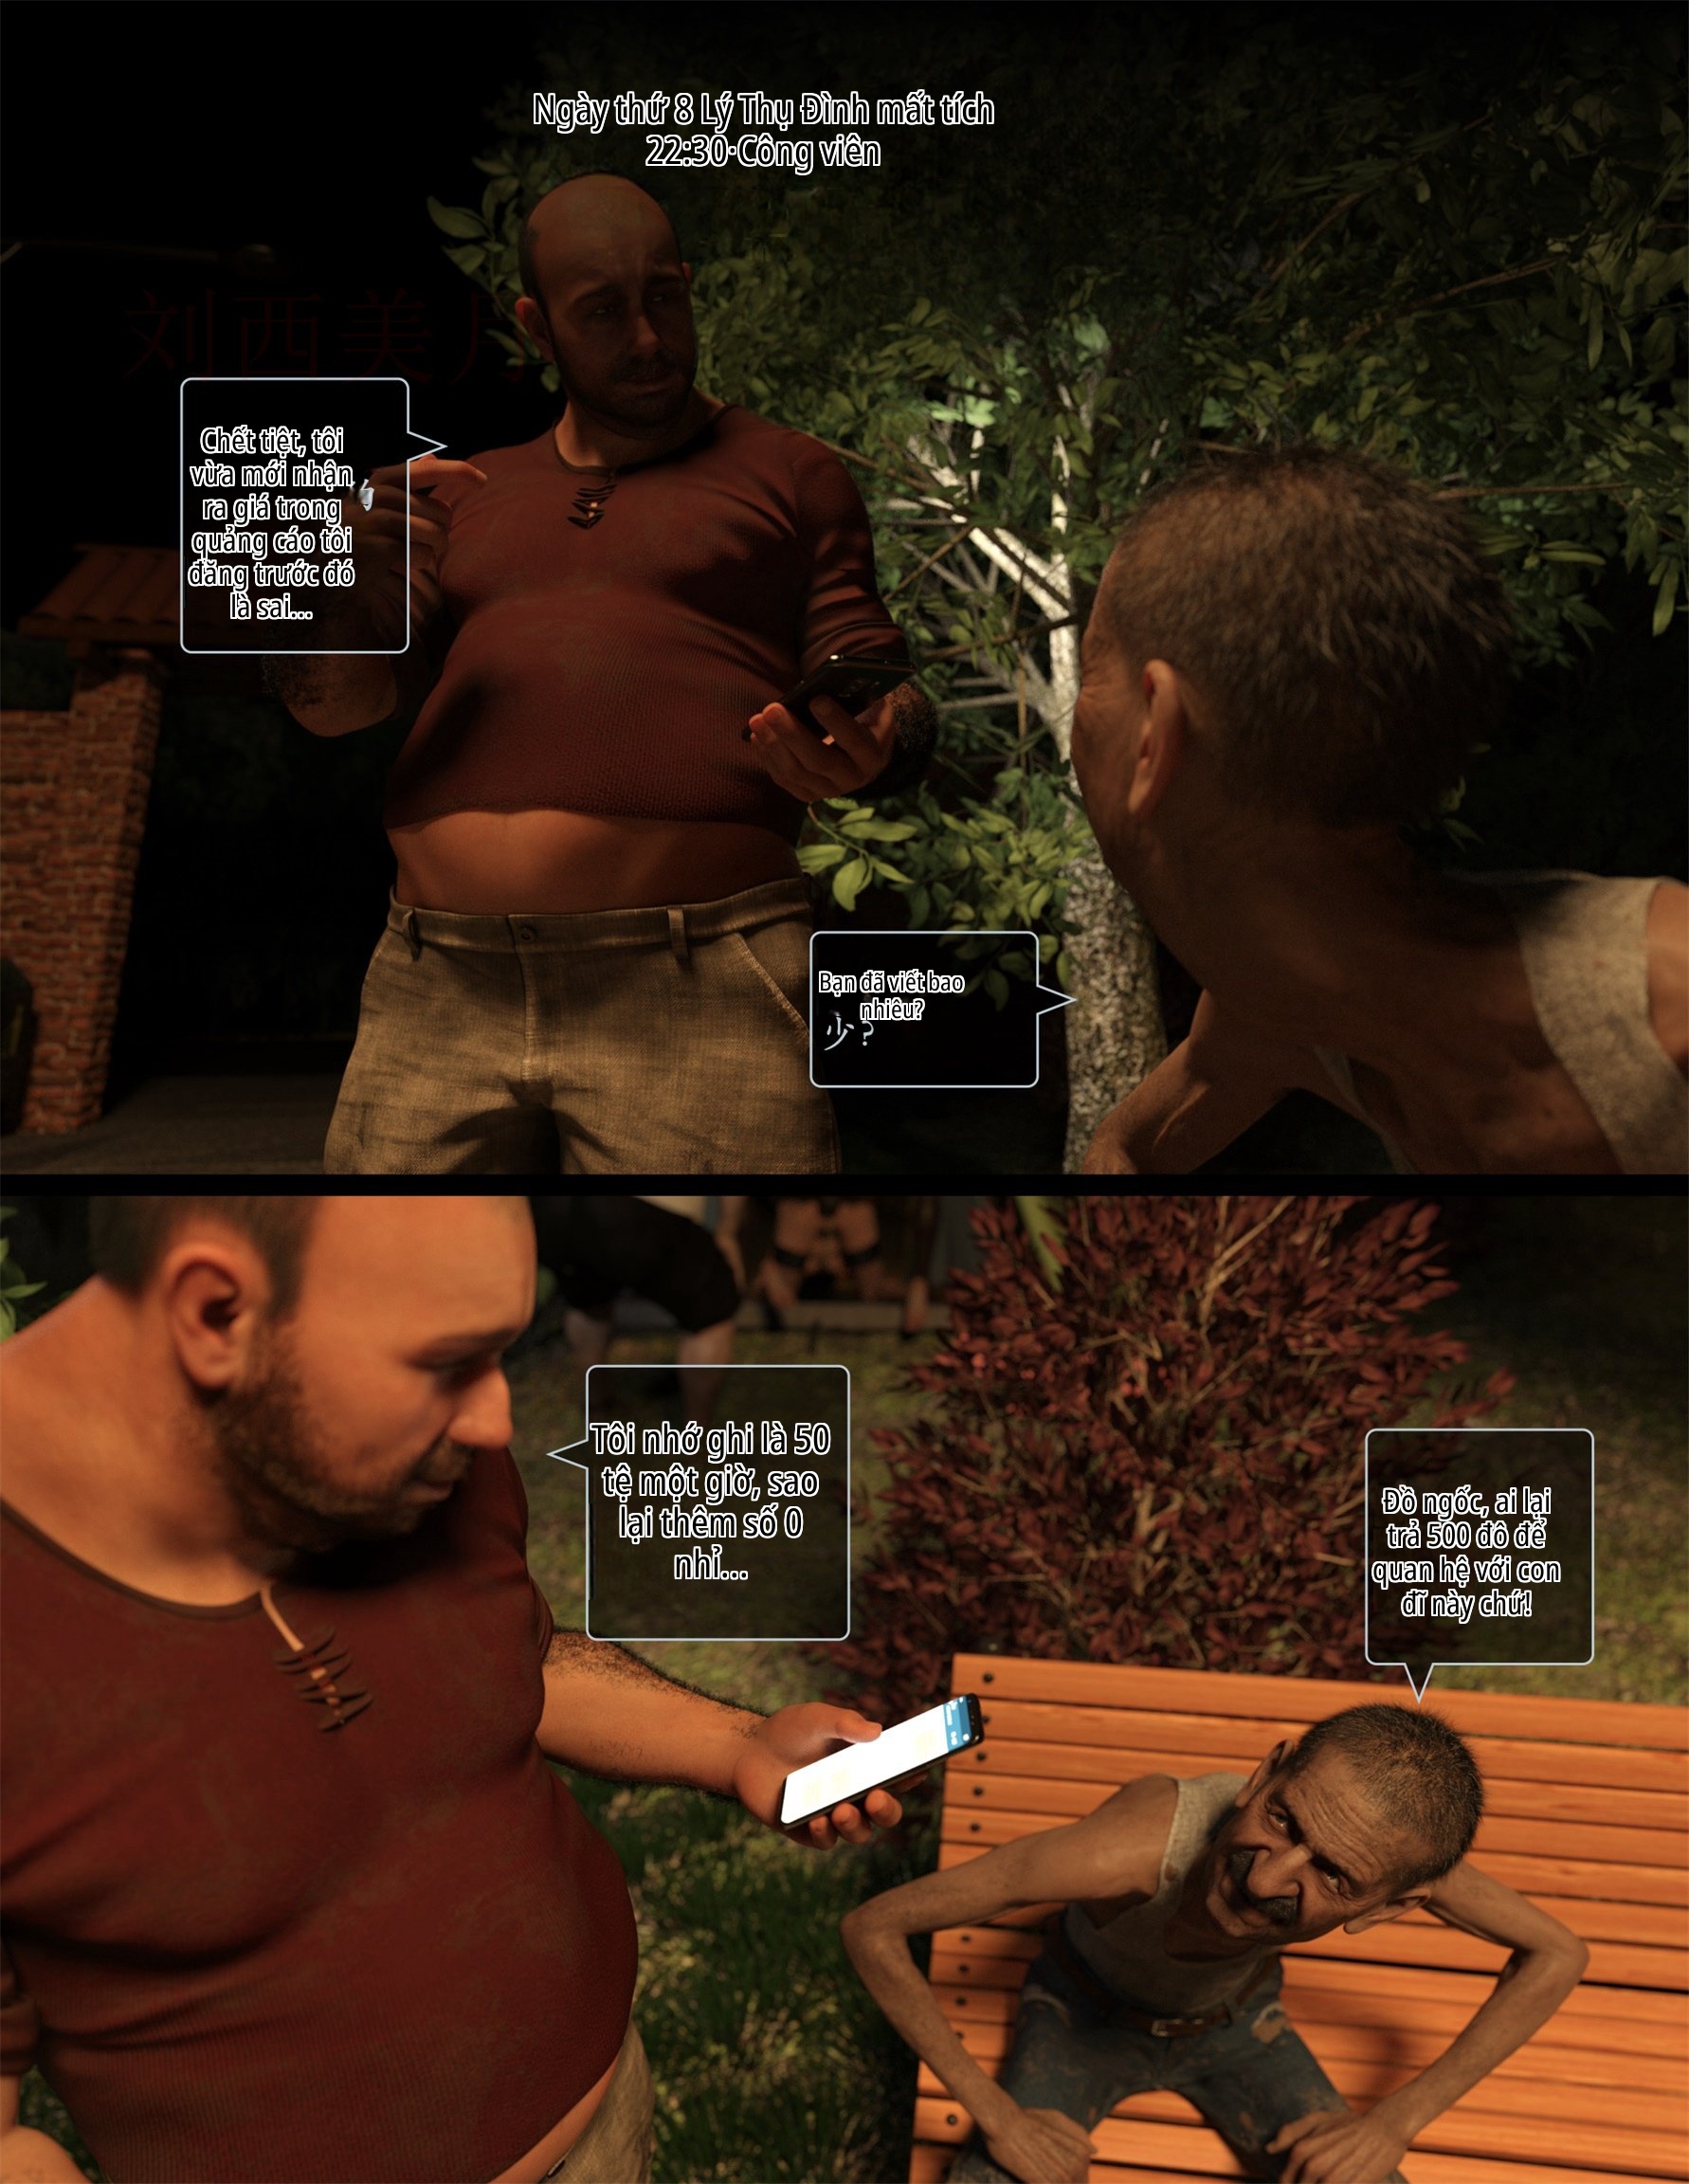 Ngày thứ 8 Lý Thụ Đình mất tích
22:30·Công viên
刘西美月
Chết tiệt, tôi
vừa mới nhận
ra giá trong
quảng cáo tôi
đăng trước đó
là sai...
Bạn đã viết bao
nhiêu?
少?
Tôi nhớ ghi là 50
tệ một giờ, sao
lại thêm số 0
nhỉ...
Đồ ngốc, ai lại
trả 500 đô để
quan hệ với con
đĩ này chứ!